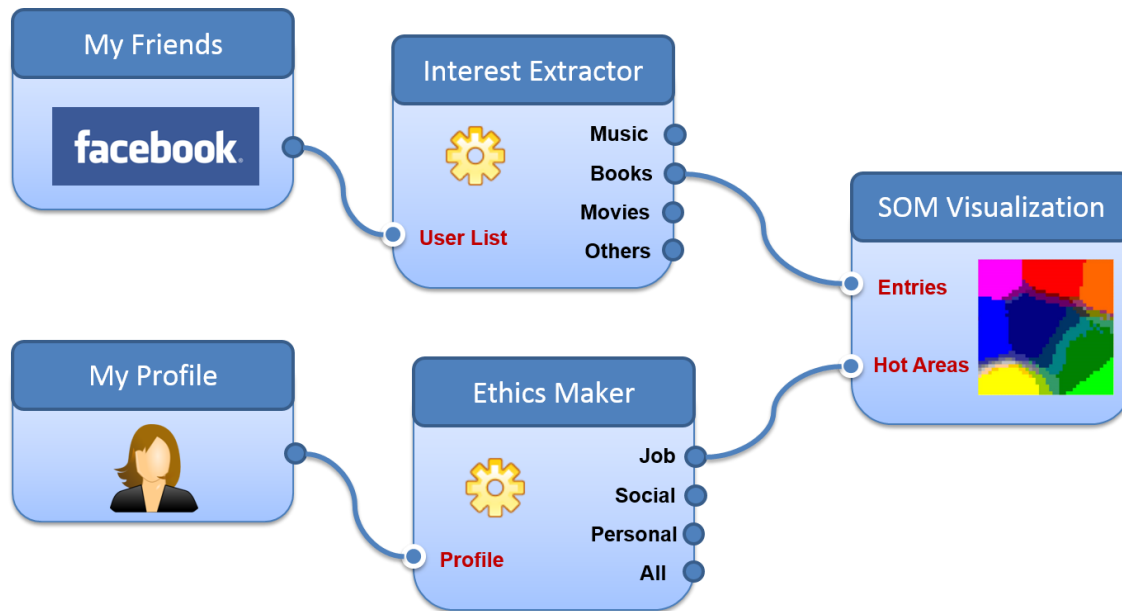 My Friends
facebook.
Interest Extractor
Music
Books
Movies
Others
User List
SOM Visualization
Entries
Hot Areas
My Profile
Ethics Maker
Job
Social
Personal
All
Profile